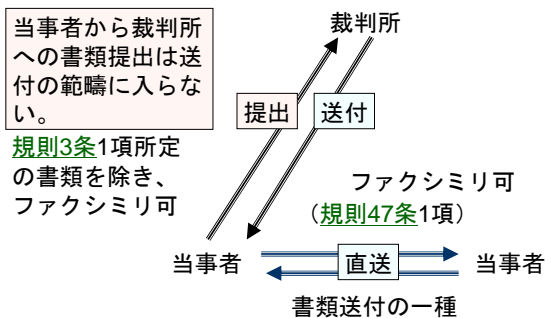 当事者から裁判所
への書類提出は送
付の範疇に入らな
い。
規則3条1項所定
の書類を除き、
ファクシミリ可
裁判所
提出
送付
ファクシミリ可
（規則47条1項）
当事者
直送
当事者
書類送付の一種